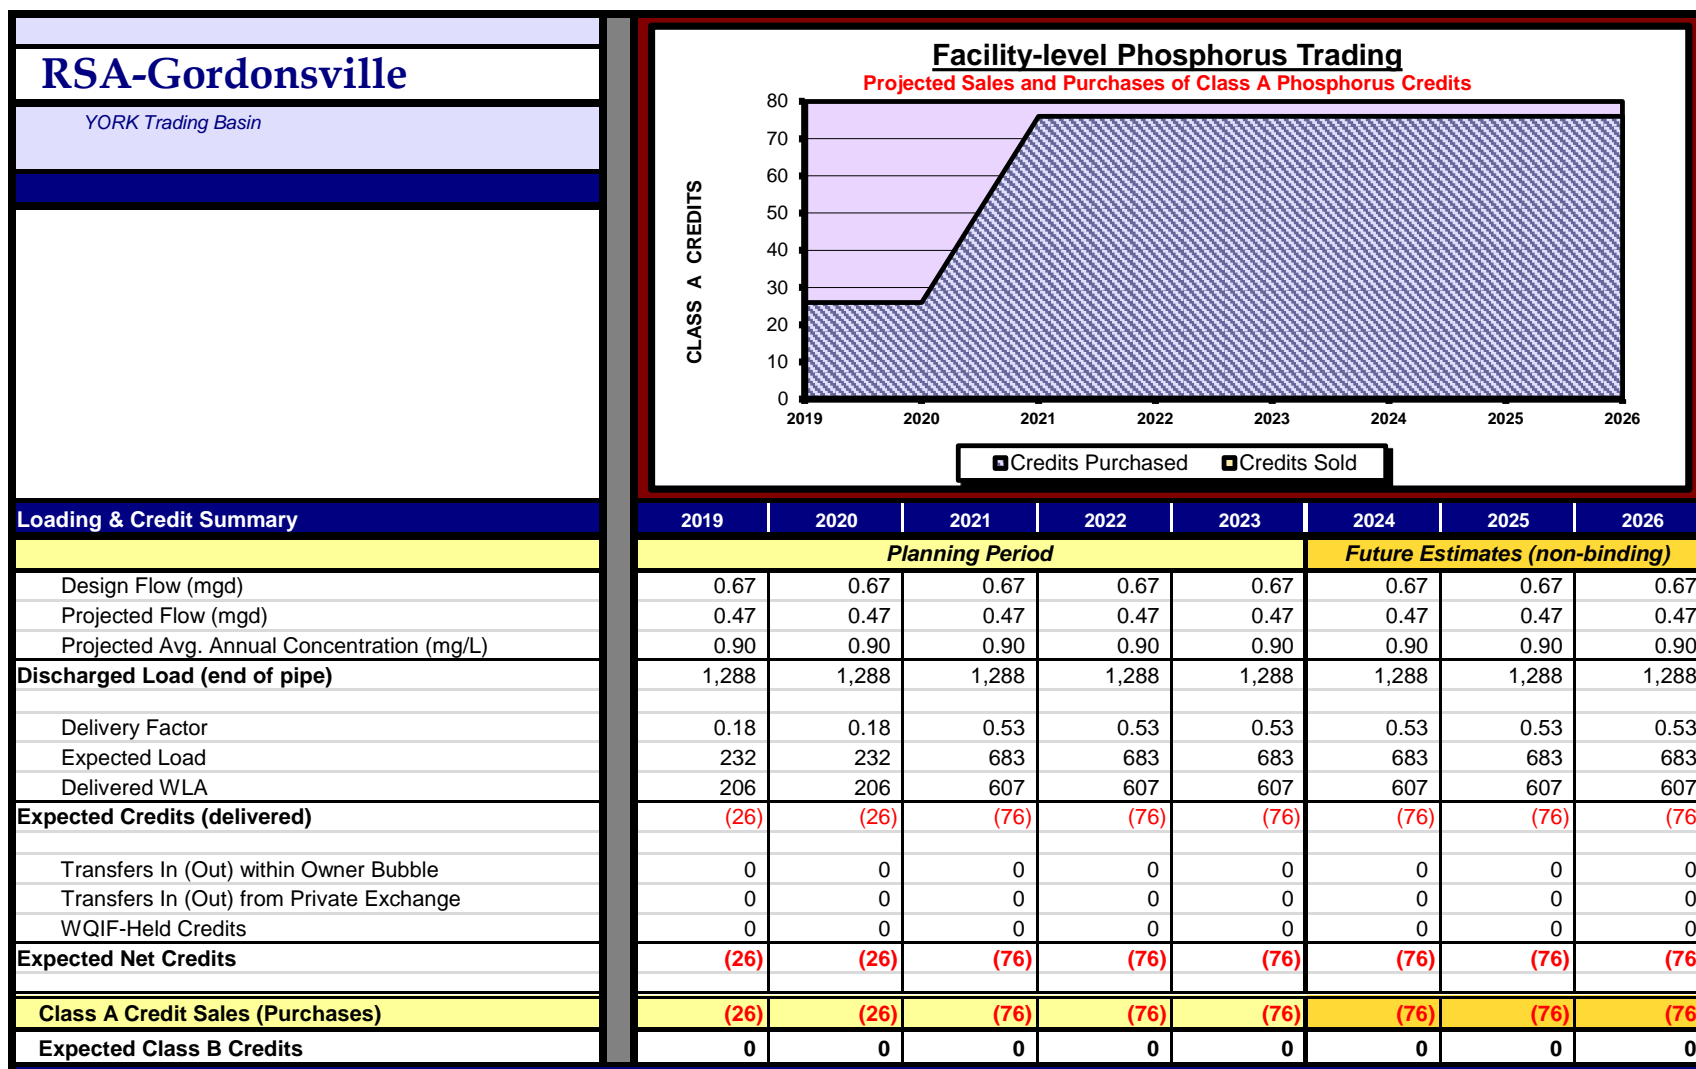 RSA-Gordonsville
YORK Trading Basin
Facility-level Phosphorus Trading
Projected Sales and Purchases of Class A Phosphorus Credits
CLASS A CREDITS
80
70
60
50
40
30
20
10
0
2019 2020 2021 2022 2023 2024 2025 2026
Credits Purchased Credits Sold
Loading & Credit Summary 2019 2020 2021 2022 2023 2024 2025 2026
Planning Period Future Estimates (non-binding)
Design Flow (mgd) 0.67 0.67 0.67 0.67 0.67 0.67 0.67 0.67
Projected Flow (mgd) 0.47 0.47 0.47 0.47 0.47 0.47 0.47 0.47
Projected Avg. Annual Concentration (mg/L) 0.90 0.90 0.90 0.90 0.90 0.90 0.90 0.90
Discharged Load (end of pipe) 1,288 1,288 1,288 1,288 1,288 1,288 1,288 1,288
Delivery Factor 0.18 0.18 0.53 0.53 0.53 0.53 0.53 0.53
Expected Load 232 232 683 683 683 683 683 683
Delivered WLA 206 206 607 607 607 607 607 607
Expected Credits (delivered) (26) (26) (76) (76) (76) (76) (76) (76
Transfers In (Out) within Owner Bubble 0 0 0 0 0 0 0 0
Transfers In (Out) from Private Exchange 0 0 0 0 0 0 0 0
WQIF-Held Credits 0 0 0 0 0 0 0 0
Expected Net Credits (26) (26) (76) (76) (76) (76) (76) (76
Class A Credit Sales (Purchases) (26) (26) (76) (76) (76) (76) (76) (76
Expected Class B Credits 0 0 0 0 0 0 0 0